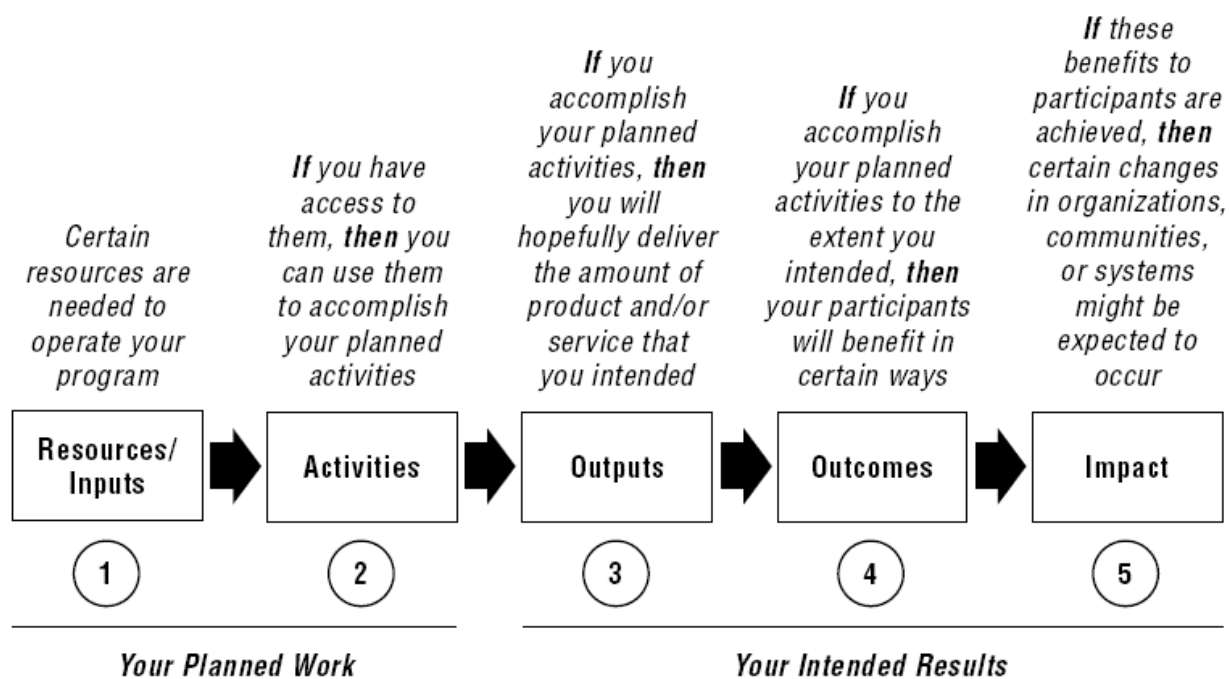 Certain
resources are
needed to
operate your
program
If you have
access to
them, then you
can use them
to accomplish
your planned
activities
If you
accomplish
your planned
activities, then
you will
hopefully deliver
the amount of
product and/or
service that
you intended
If you
accomplish
your planned
activities to the
extent you
intended, then
your participants
will benefit in
certain ways
If these
benefits to
participants are
achieved, then
certain changes
in organizations,
communities,
or systems
might be
expected to
occur
Resources/
Inputs
Activities
Outputs
Outcomes
Impact
1
2
3
4
5
Your Planned Work
Your Intended Results